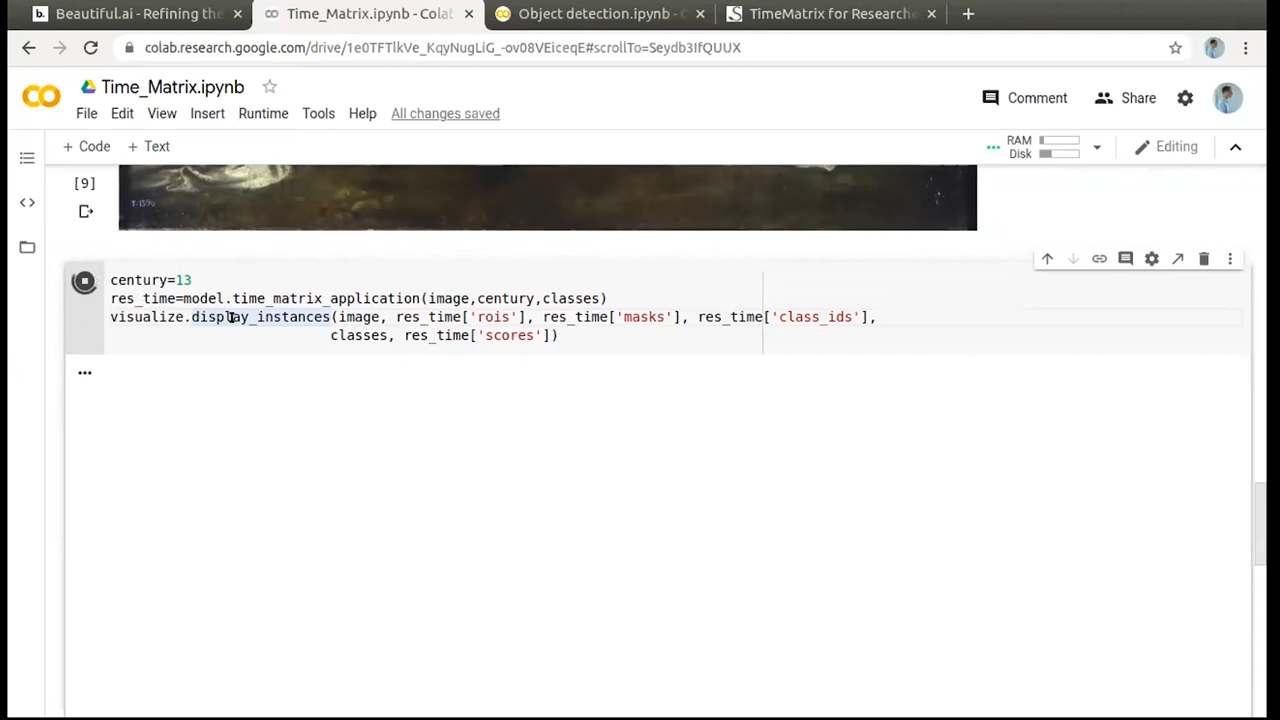 Beautiful.ai - Refining the
Time_Matrix.ipynb - Colab
Object detection.ipynb - C
TimeMatrix for Researche
colab.research.google.com/drive/1e0TFTlkVe_KqyNugLiG_-ov08VEiceqE#scrollTo=Seydb3IfQUUX
Time_Matrix.ipynb
Comment
Share
File Edit View Insert Runtime Tools Help All changes saved
+ Code + Text
RAM
Disk
Editing
[9]
T-1590
century=13
res_time=model.time_matrix_application(image,century,classes)
visualize.display_instances(image, res_time['rois'], res_time['masks'], res_time['class_ids'],
classes, res_time['scores'])